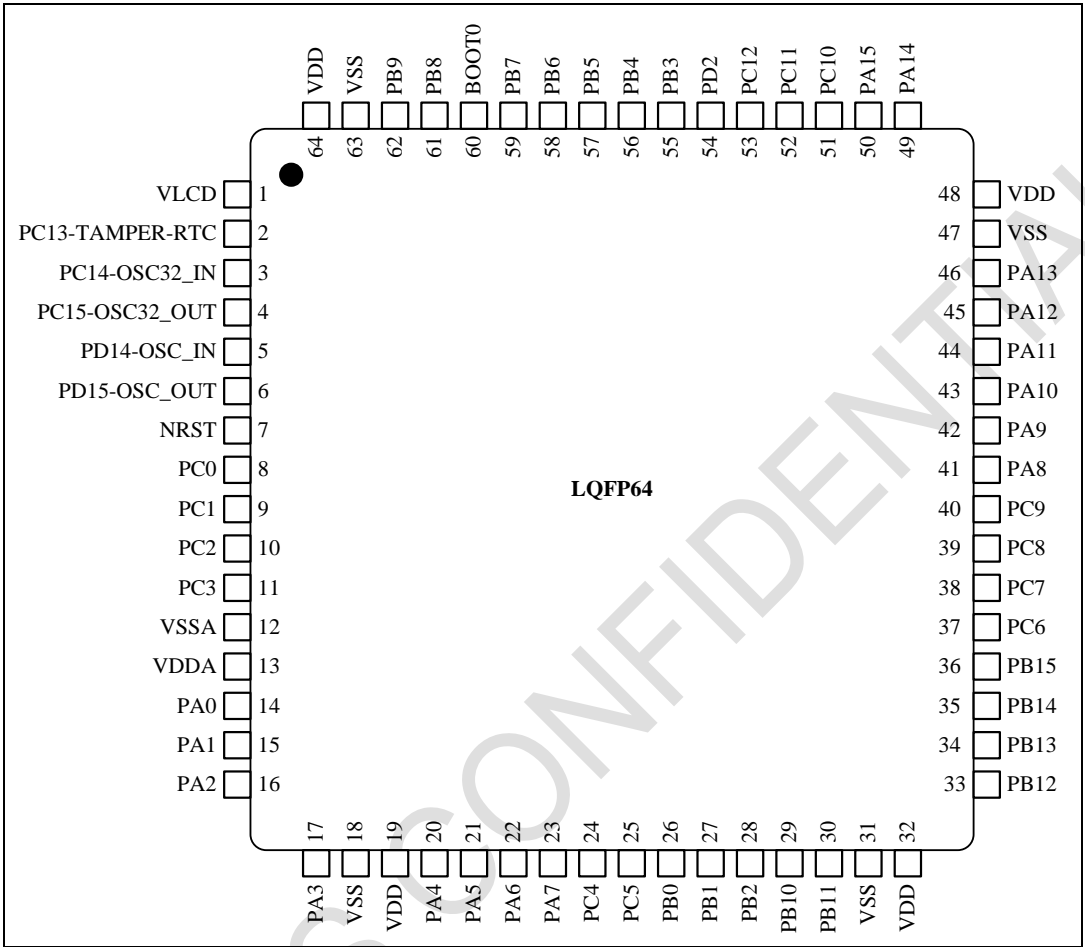 VDD
VSS
PB9
PB8
BOOT0
PB7
PB6
PB5
PB4
PB3
PD2
PC12
PC11
PC10
PA15
PA14
64
63
62
61
60
59
58
57
56
55
54
53
52
51
50
49
VLCD 1
PC13-TAMPER-RTC 2
PC14-OSC32_IN 3
PC15-OSC32_OUT 4
PD14-OSC_IN 5
PD15-OSC_OUT 6
NRST 7
PC0 8
PC1 9
PC2 10
PC3 11
VSSA 12
VDDA 13
PA0 14
PA1 15
PA2 16
LQFP64
48 VDD
47 VSS
46 PA13
45 PA12
44 PA11
43 PA10
42 PA9
41 PA8
40 PC9
39 PC8
38 PC7
37 PC6
36 PB15
35 PB14
34 PB13
33 PB12
17
18
19
20
21
22
23
24
25
26
27
28
29
30
31
32
PA3
VSS
VDD
PA4
PA5
PA6
PA7
PC4
PC5
PB0
PB1
PB2
PB10
PB11
VSS
VDD
S CONFIDENTIAL